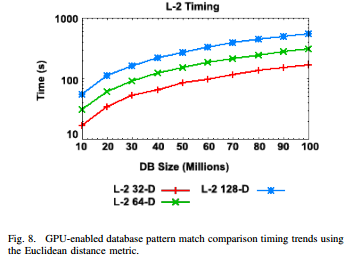 L-2 Timing
1000
100
10
Time (s)
10 20 30 40 50 60 70 80 90 100
DB Size (Millions)
L-2 32-D L-2 128-D
L-2 64-D
Fig. 8. GPU-enabled database pattern match comparison timing trends using
the Euclidean distance metric.